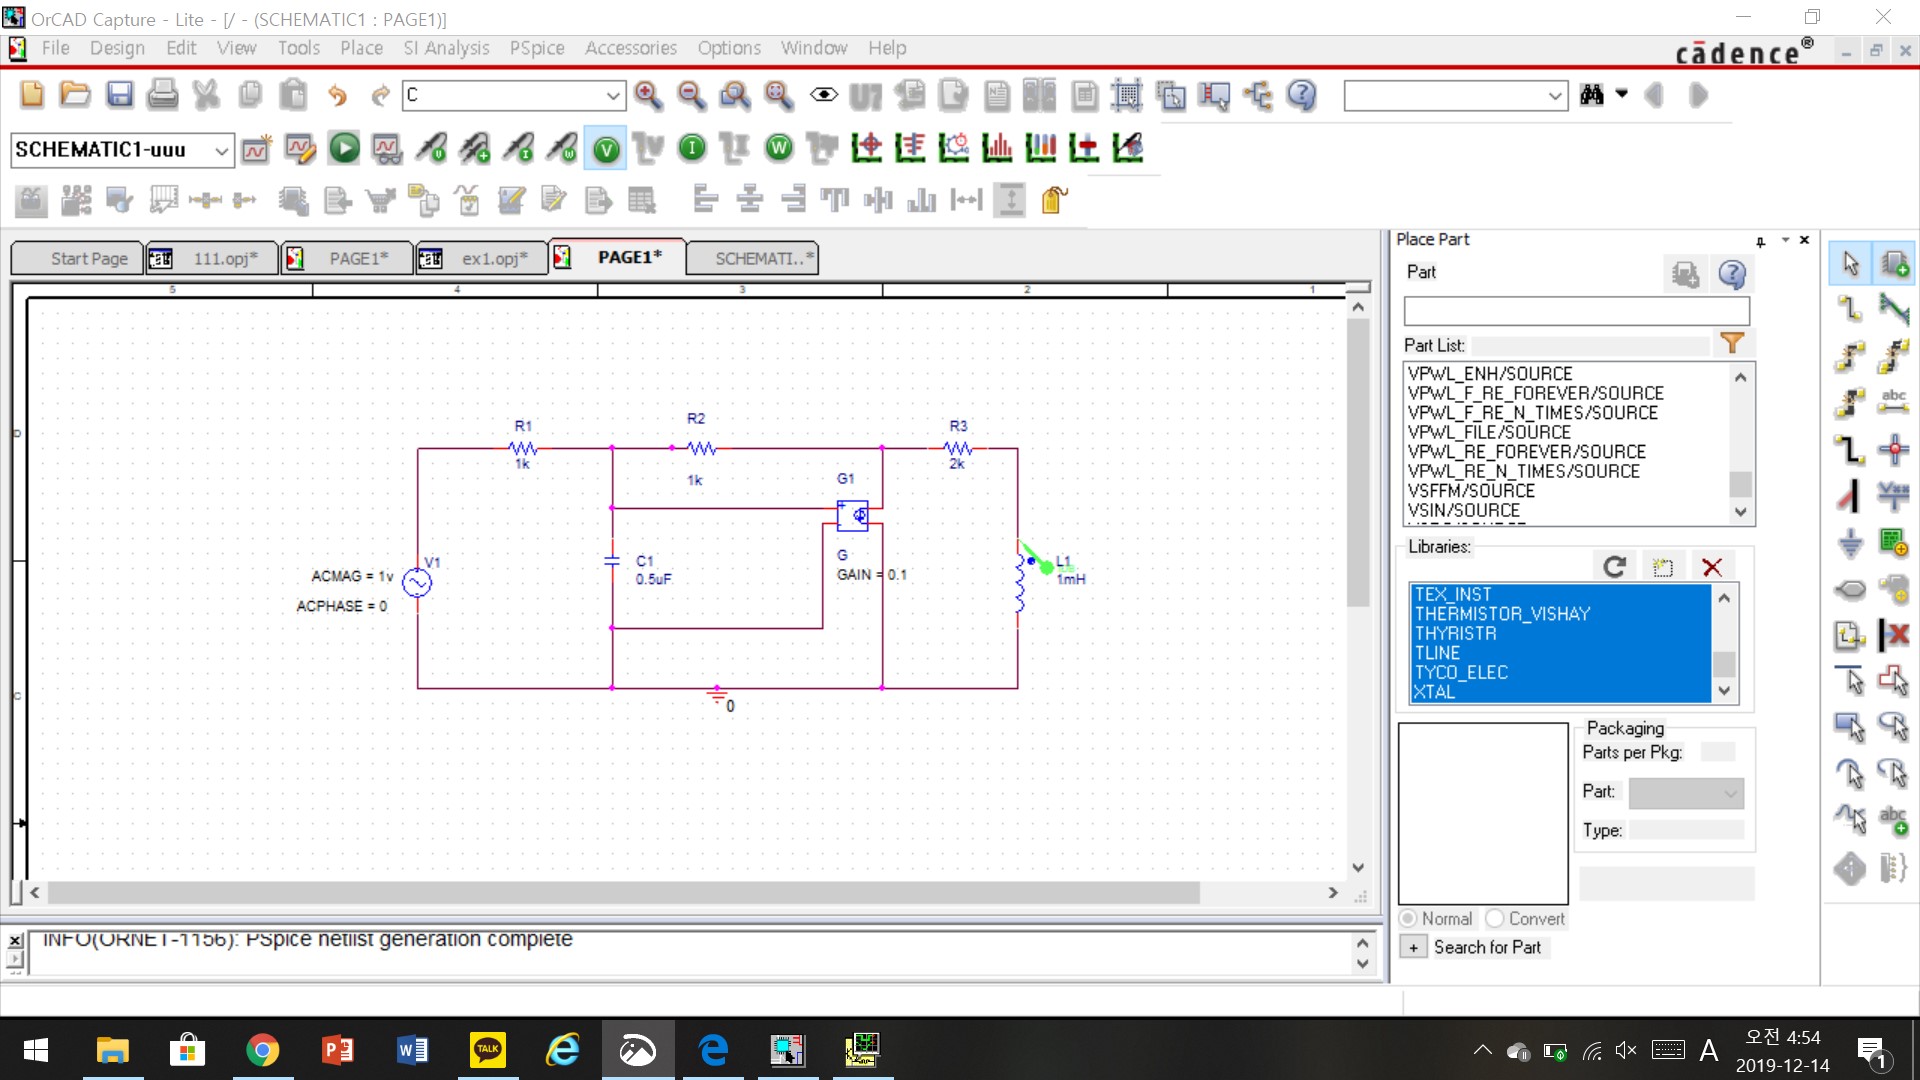 OrCAD Capture - Lite - [/ - (SCHEMATIC1 : PAGE1)]
File Design Edit View Tools Place SI Analysis PSpice Accessories Options Window Help
cādence®
C
SCHEMATIC1-uuu
Start Page 111.opj* PAGE1* ex1.opj* PAGE1* SCHEMATI..*
5 4 3 2 1
D
C
R1
1k
R2
1k
R3
2k
G1
G
GAIN = 0.1
V1
ACMAG = 1v
ACPHASE = 0
C1
0.5uF
L1
1mH
0
Place Part
Part
Part List:
VPWL_ENH/SOURCE
VPWL_F_RE_FOREVER/SOURCE
VPWL_F_RE_N_TIMES/SOURCE
VPWL_FILE/SOURCE
VPWL_RE_FOREVER/SOURCE
VPWL_RE_N_TIMES/SOURCE
VSFFM/SOURCE
VSIN/SOURCE
Libraries:
TEX_INST
THERMISTOR_VISHAY
THYRISTR
TLINE
TYCO_ELEC
XTAL
Packaging
Parts per Pkg:
Part:
Type:
Normal Convert
+ Search for Part
INFO(ORNET-1156): PSpice netlist generation complete
TALK
A
오전 4:54
2019-12-14
1